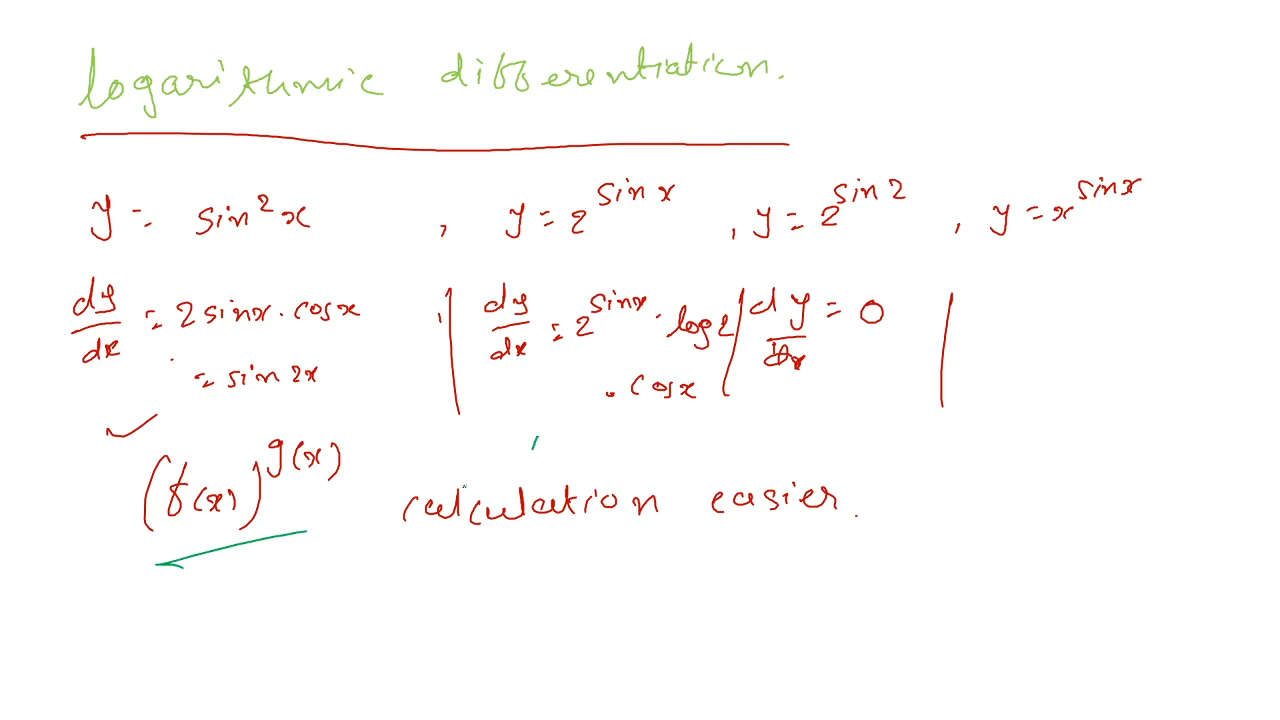 logarithmic differentiation.
y = sin²x , y = 2^sin x , y = 2^sin 2 , y = x^sin x
dy/dx = 2 sinx . cosx | dy/dx = 2^sinx . log2 | dy/dx = 0 |
= sin 2x . cosx
(f(x))^g(x) calculation easier.